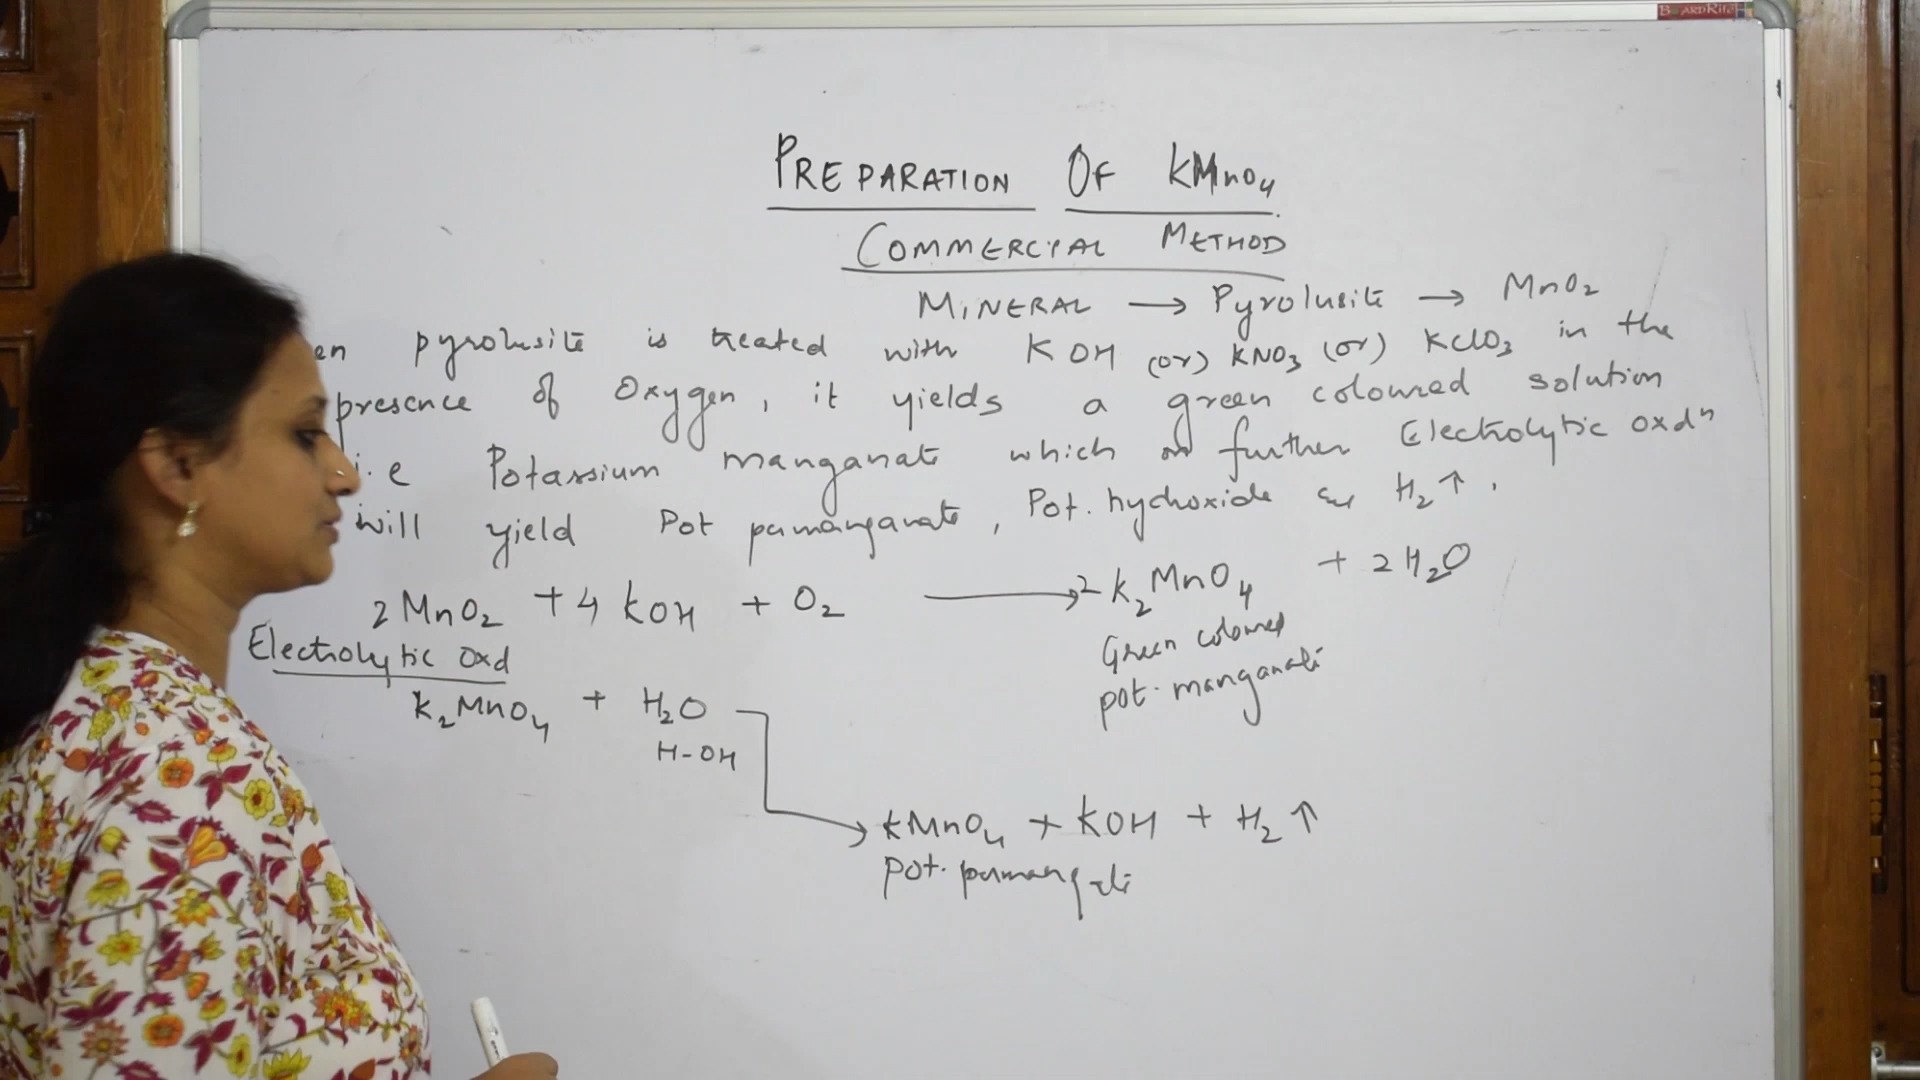 BOARDRITE
PREPARATION OF KMnO4
COMMERCIAL METHOD
MINERAL → Pyrolusite → MnO2
en pyrolusite is treated with KOH (or) KNO3 (or) KClO3 in the
presence of Oxygen, it yields a green coloured solution
i.e Potassium manganate which on further Electrolytic oxdn
will yield Pot permanganate, Pot. hydroxide & H2↑.
2MnO2 + 4KOH + O2 → 2K2MnO4 + 2H2O
Green coloured
pot. manganate
Electrolytic Oxd
K2MnO4 + H2O
H-OH
→ KMnO4 + KOH + H2↑
Pot. permangate